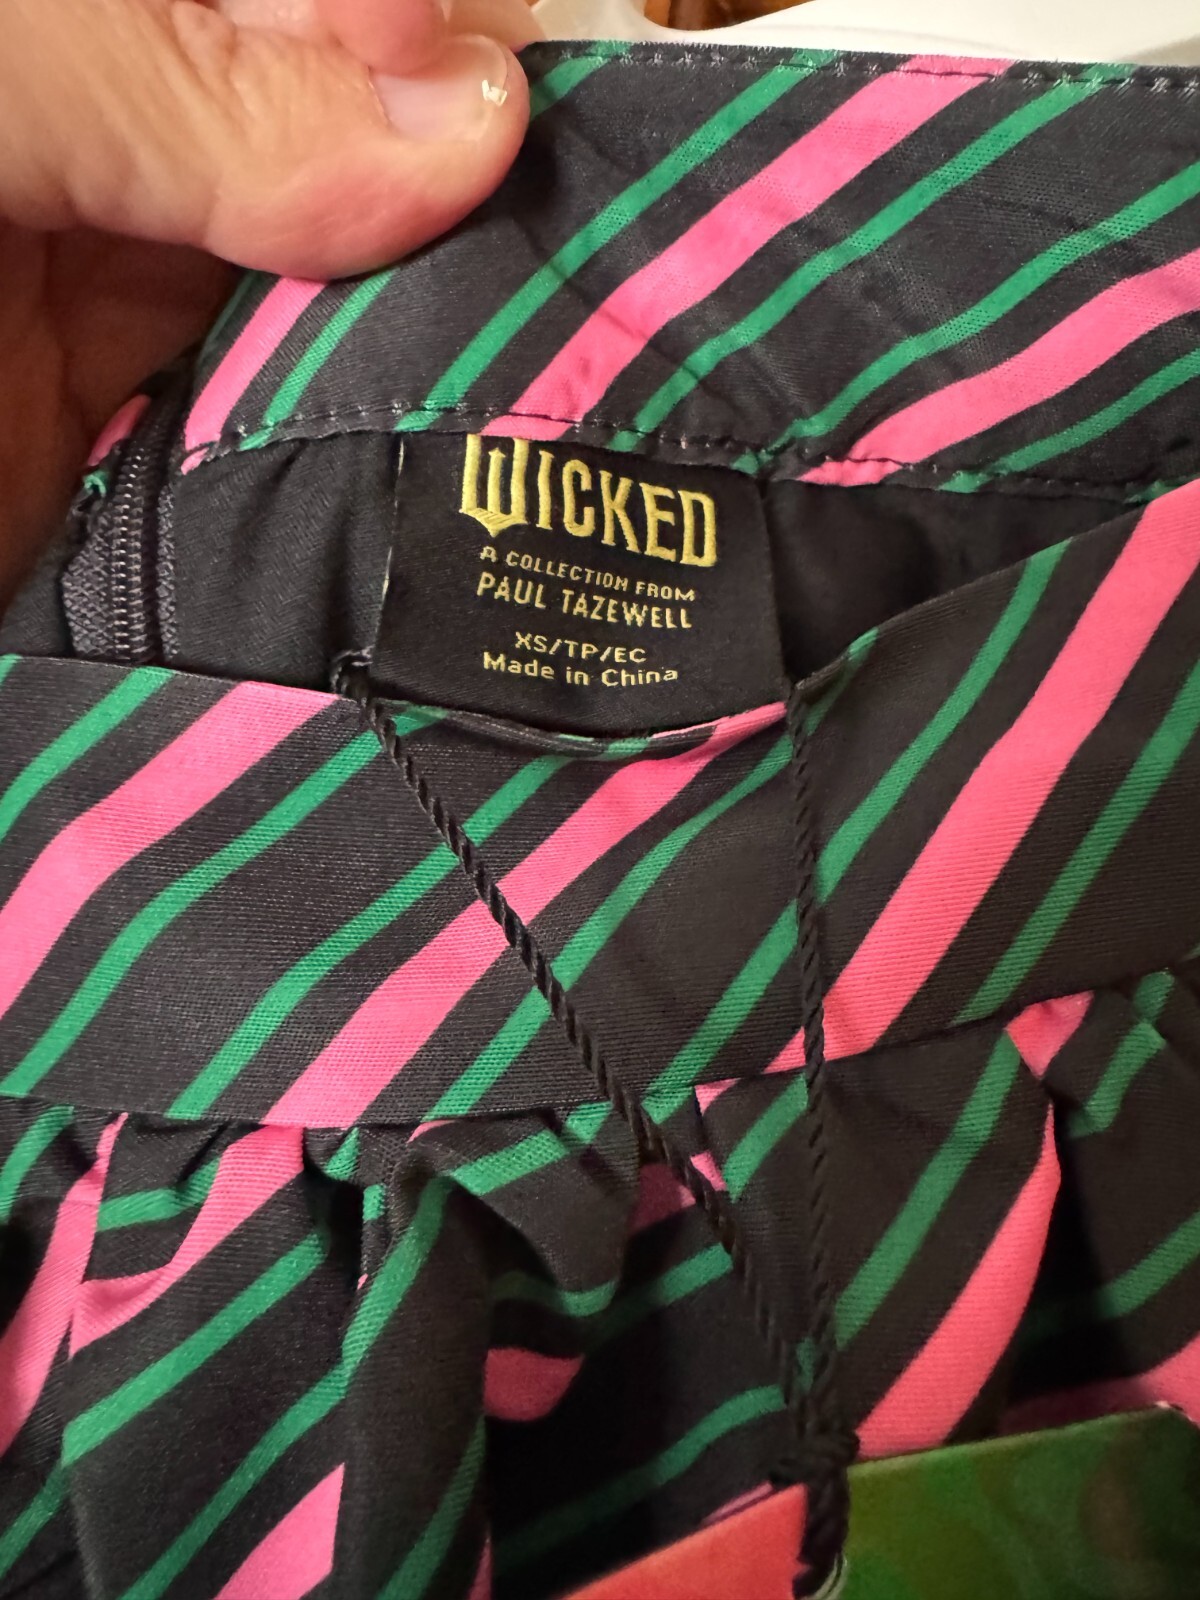 WICKED
A COLLECTION FROM
PAUL TAZEWELL
XS/TP/EC
Made in China